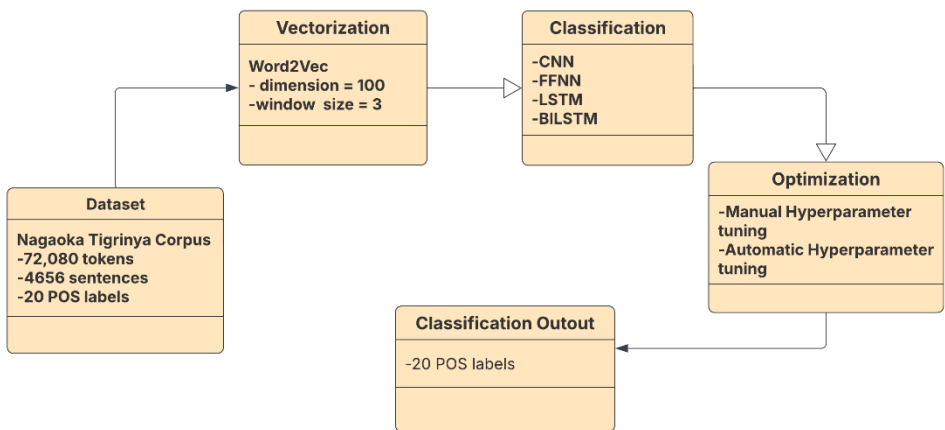 Dataset
Nagaoka Tigrinya Corpus
-72,080 tokens
-4656 sentences
-20 POS labels
Vectorization
Word2Vec
- dimension = 100
-window size = 3
Classification
-CNN
-FFNN
-LSTM
-BILSTM
Optimization
-Manual Hyperparameter
tuning
-Automatic Hyperparameter
tuning
Classification Outout
-20 POS labels